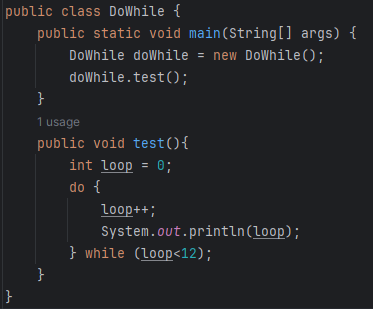 public class DoWhile {
    public static void main(String[] args) {
        DoWhile doWhile = new DoWhile();
        doWhile.test();
    }
    1 usage
    public void test(){
        int loop = 0;
        do {
            loop++;
            System.out.println(loop);
        } while (loop<12);
    }
}